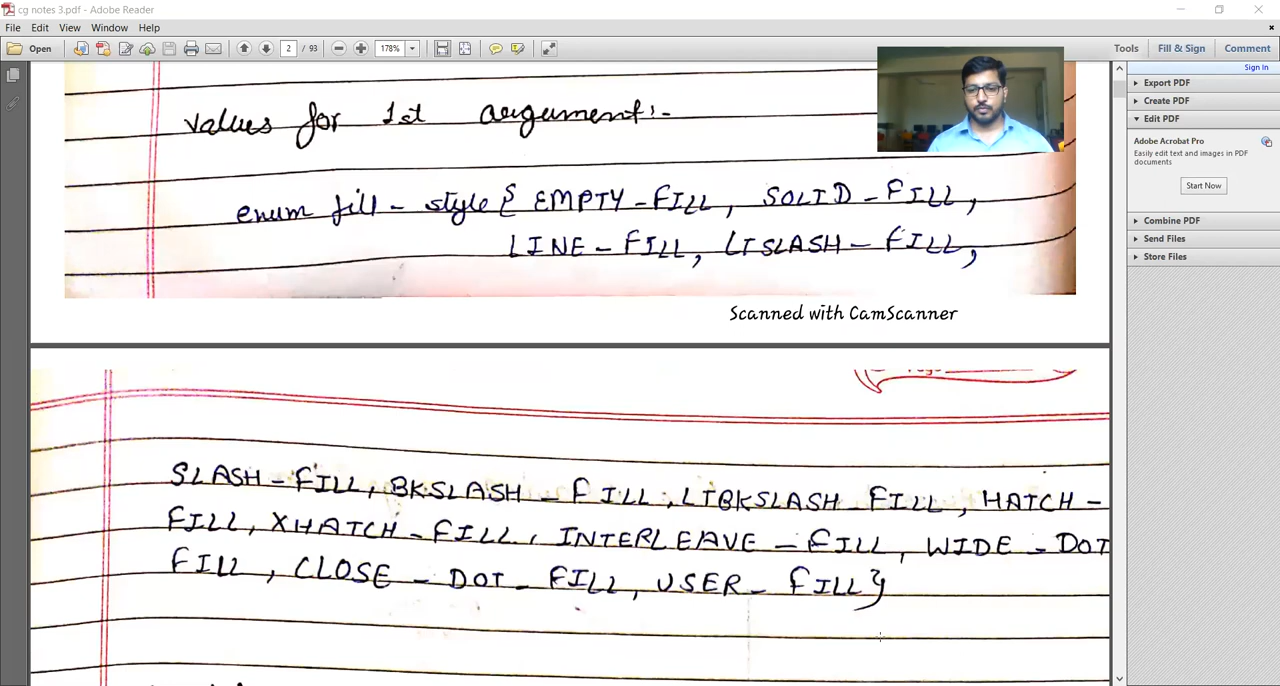 cg notes 3.pdf - Adobe Reader
File Edit View Window Help
Open 2 / 93 178% Tools Fill & Sign Comment
Sign In
Export PDF
Create PDF
Edit PDF
Adobe Acrobat Pro
Easily edit text and images in PDF
documents
Start Now
Combine PDF
Send Files
Store Files
values for 1st argument:-
enum fill - style { EMPTY - FILL, SOLID - FILL,
LINE - FILL, LTSLASH - FILL,
Scanned with CamScanner
SLASH - FILL, BKSLASH - FILL, LTBKSLASH - FILL, HATCH -
FILL, XHATCH - FILL, INTERLEAVE - FILL, WIDE - DOT
FILL, CLOSE - DOT - FILL, USER - FILL}